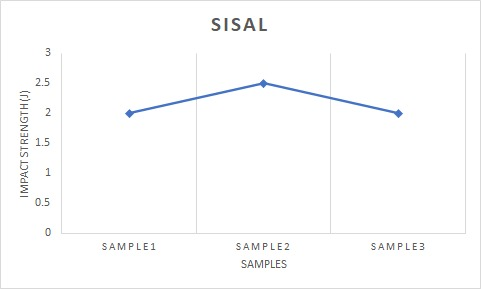 SISAL
3
2.5
2
1.5
1
0.5
0
IMPACT STRENGTH(J)
SAMPLE1 SAMPLE2 SAMPLE3
SAMPLES